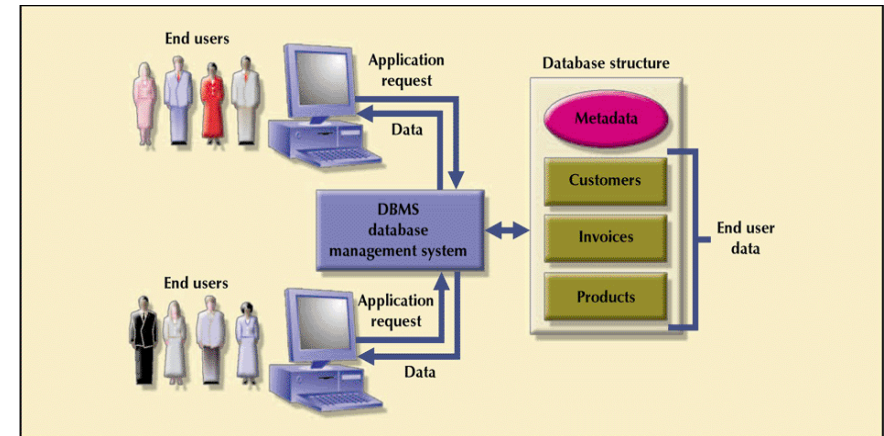 End users
Application
request
Data
Database structure
Metadata
Customers
Invoices
Products
End user
data
DBMS
database
management system
End users
Application
request
Data